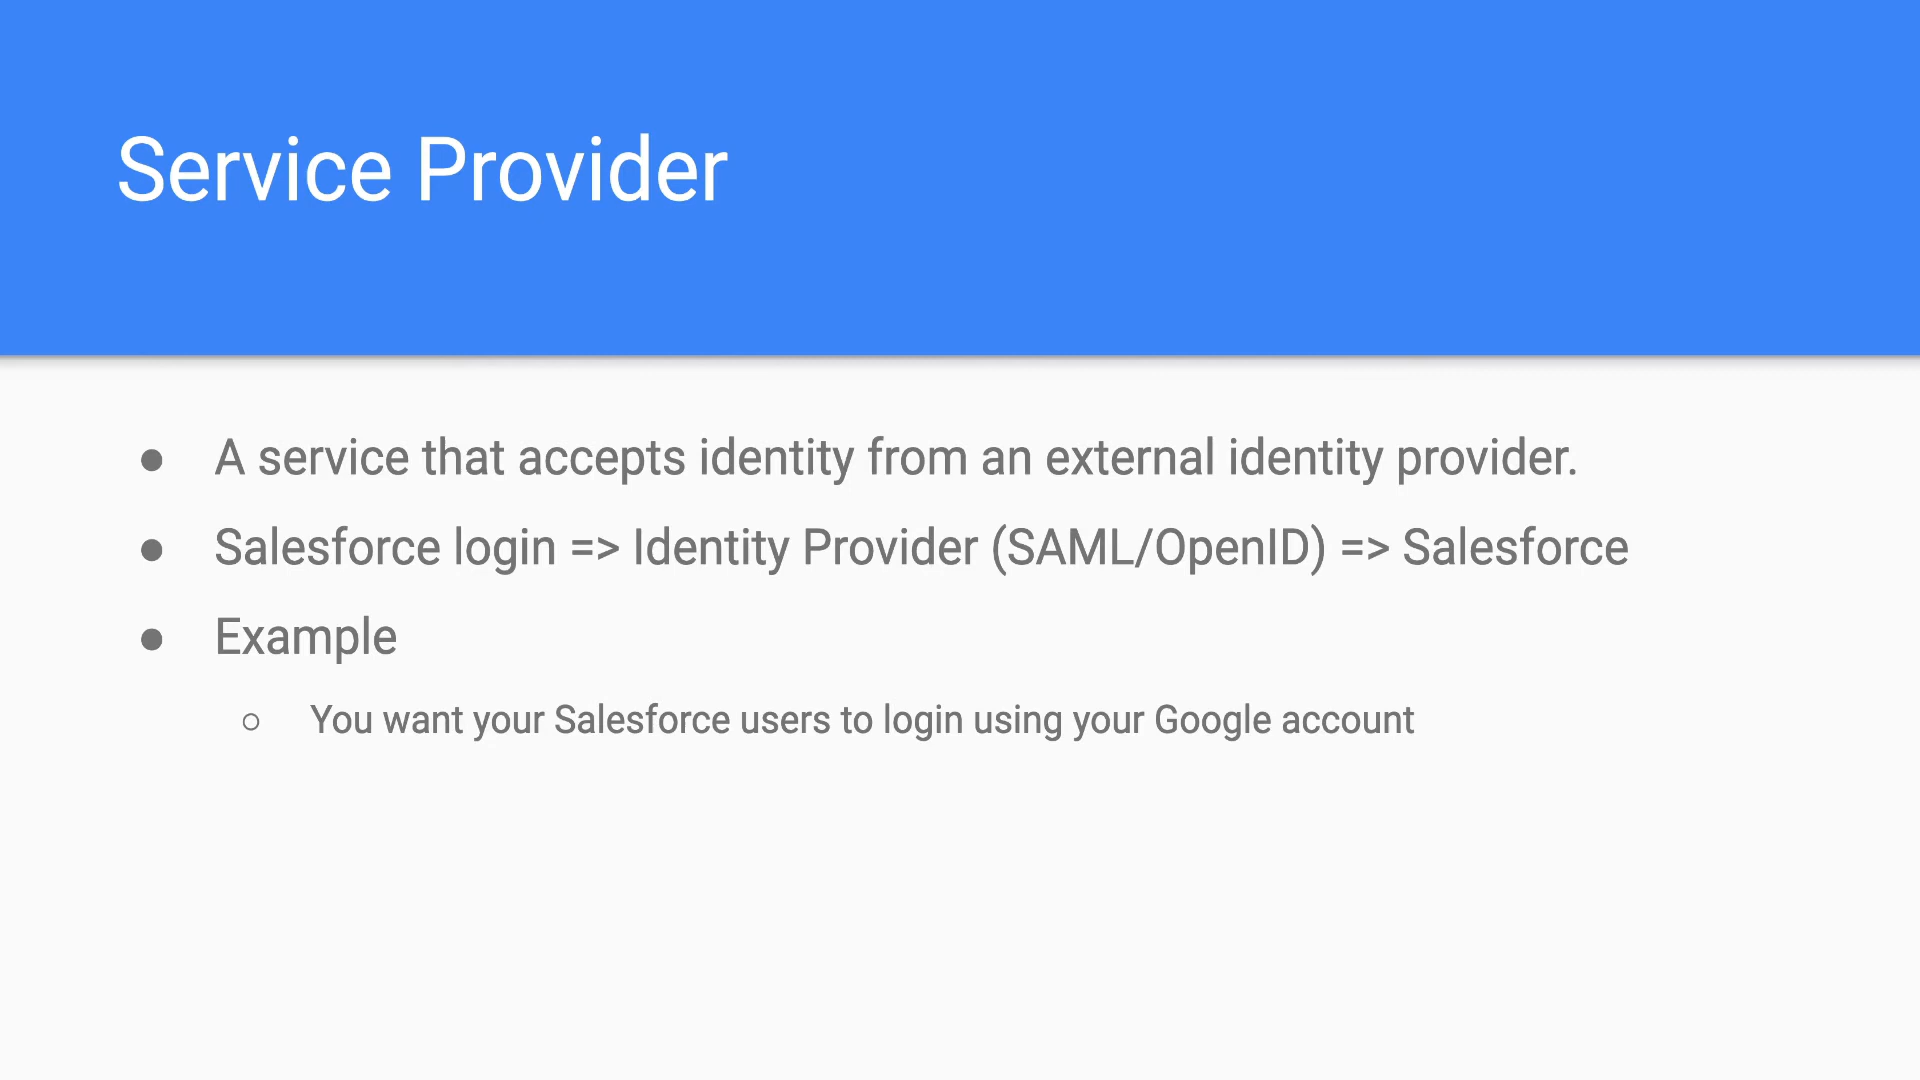 Service Provider
● A service that accepts identity from an external identity provider.
● Salesforce login => Identity Provider (SAML/OpenID) => Salesforce
● Example
○ You want your Salesforce users to login using your Google account